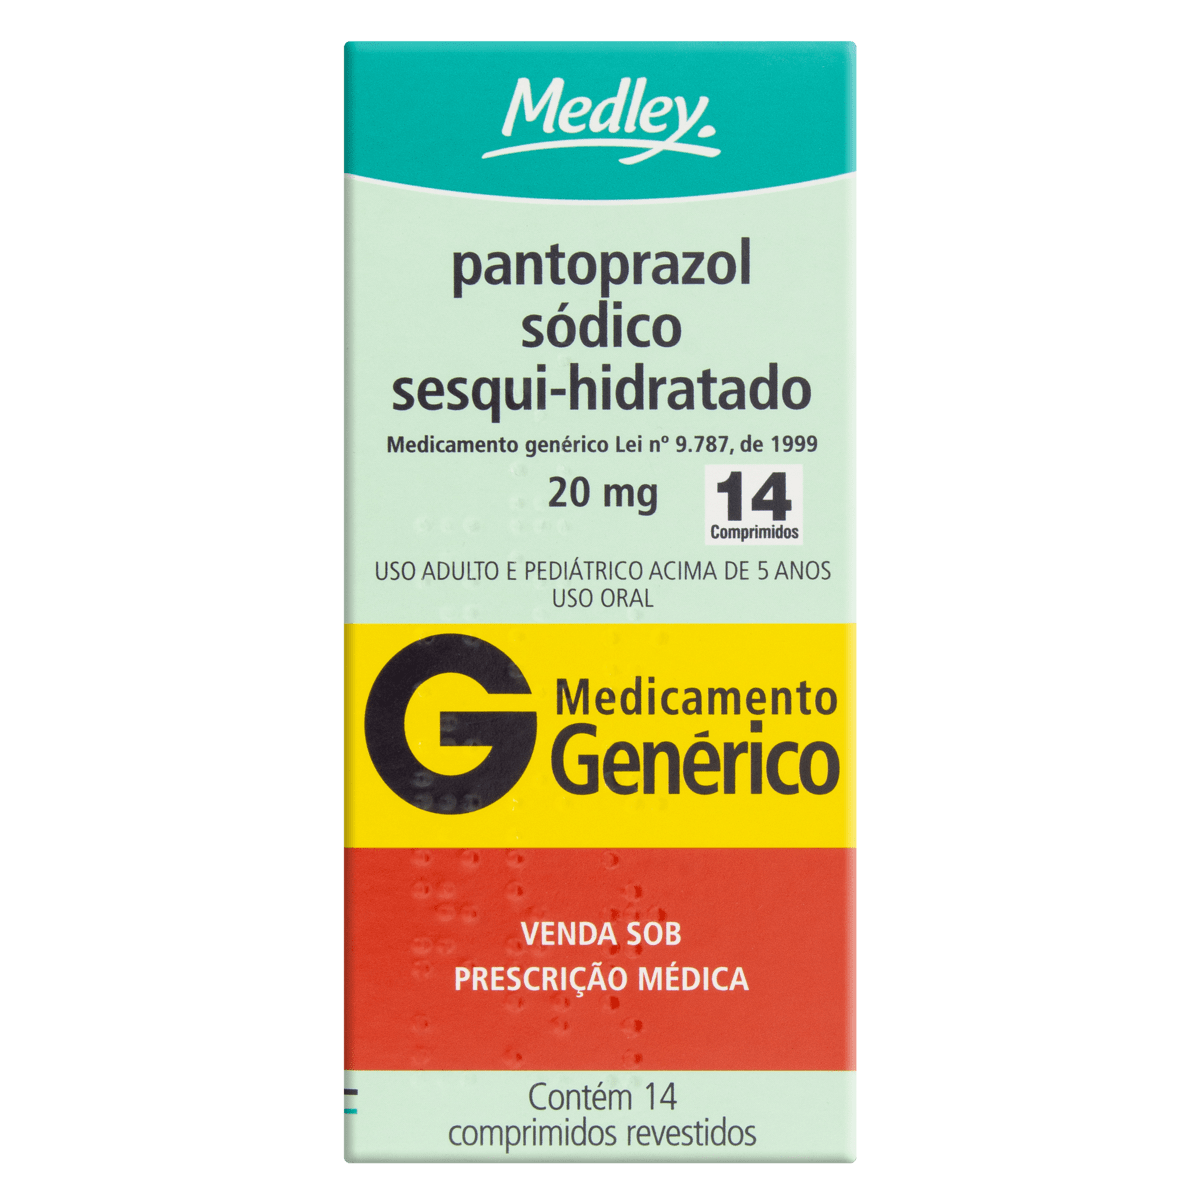 Medley.
pantoprazol
sódico
sesqui-hidratado
Medicamento genérico Lei nº 9.787, de 1999
20 mg
14
Comprimidos
USO ADULTO E PEDIÁTRICO ACIMA DE 5 ANOS
USO ORAL
G
Medicamento
Genérico
VENDA SOB
PRESCRIÇÃO MÉDICA
Contém 14
comprimidos revestidos